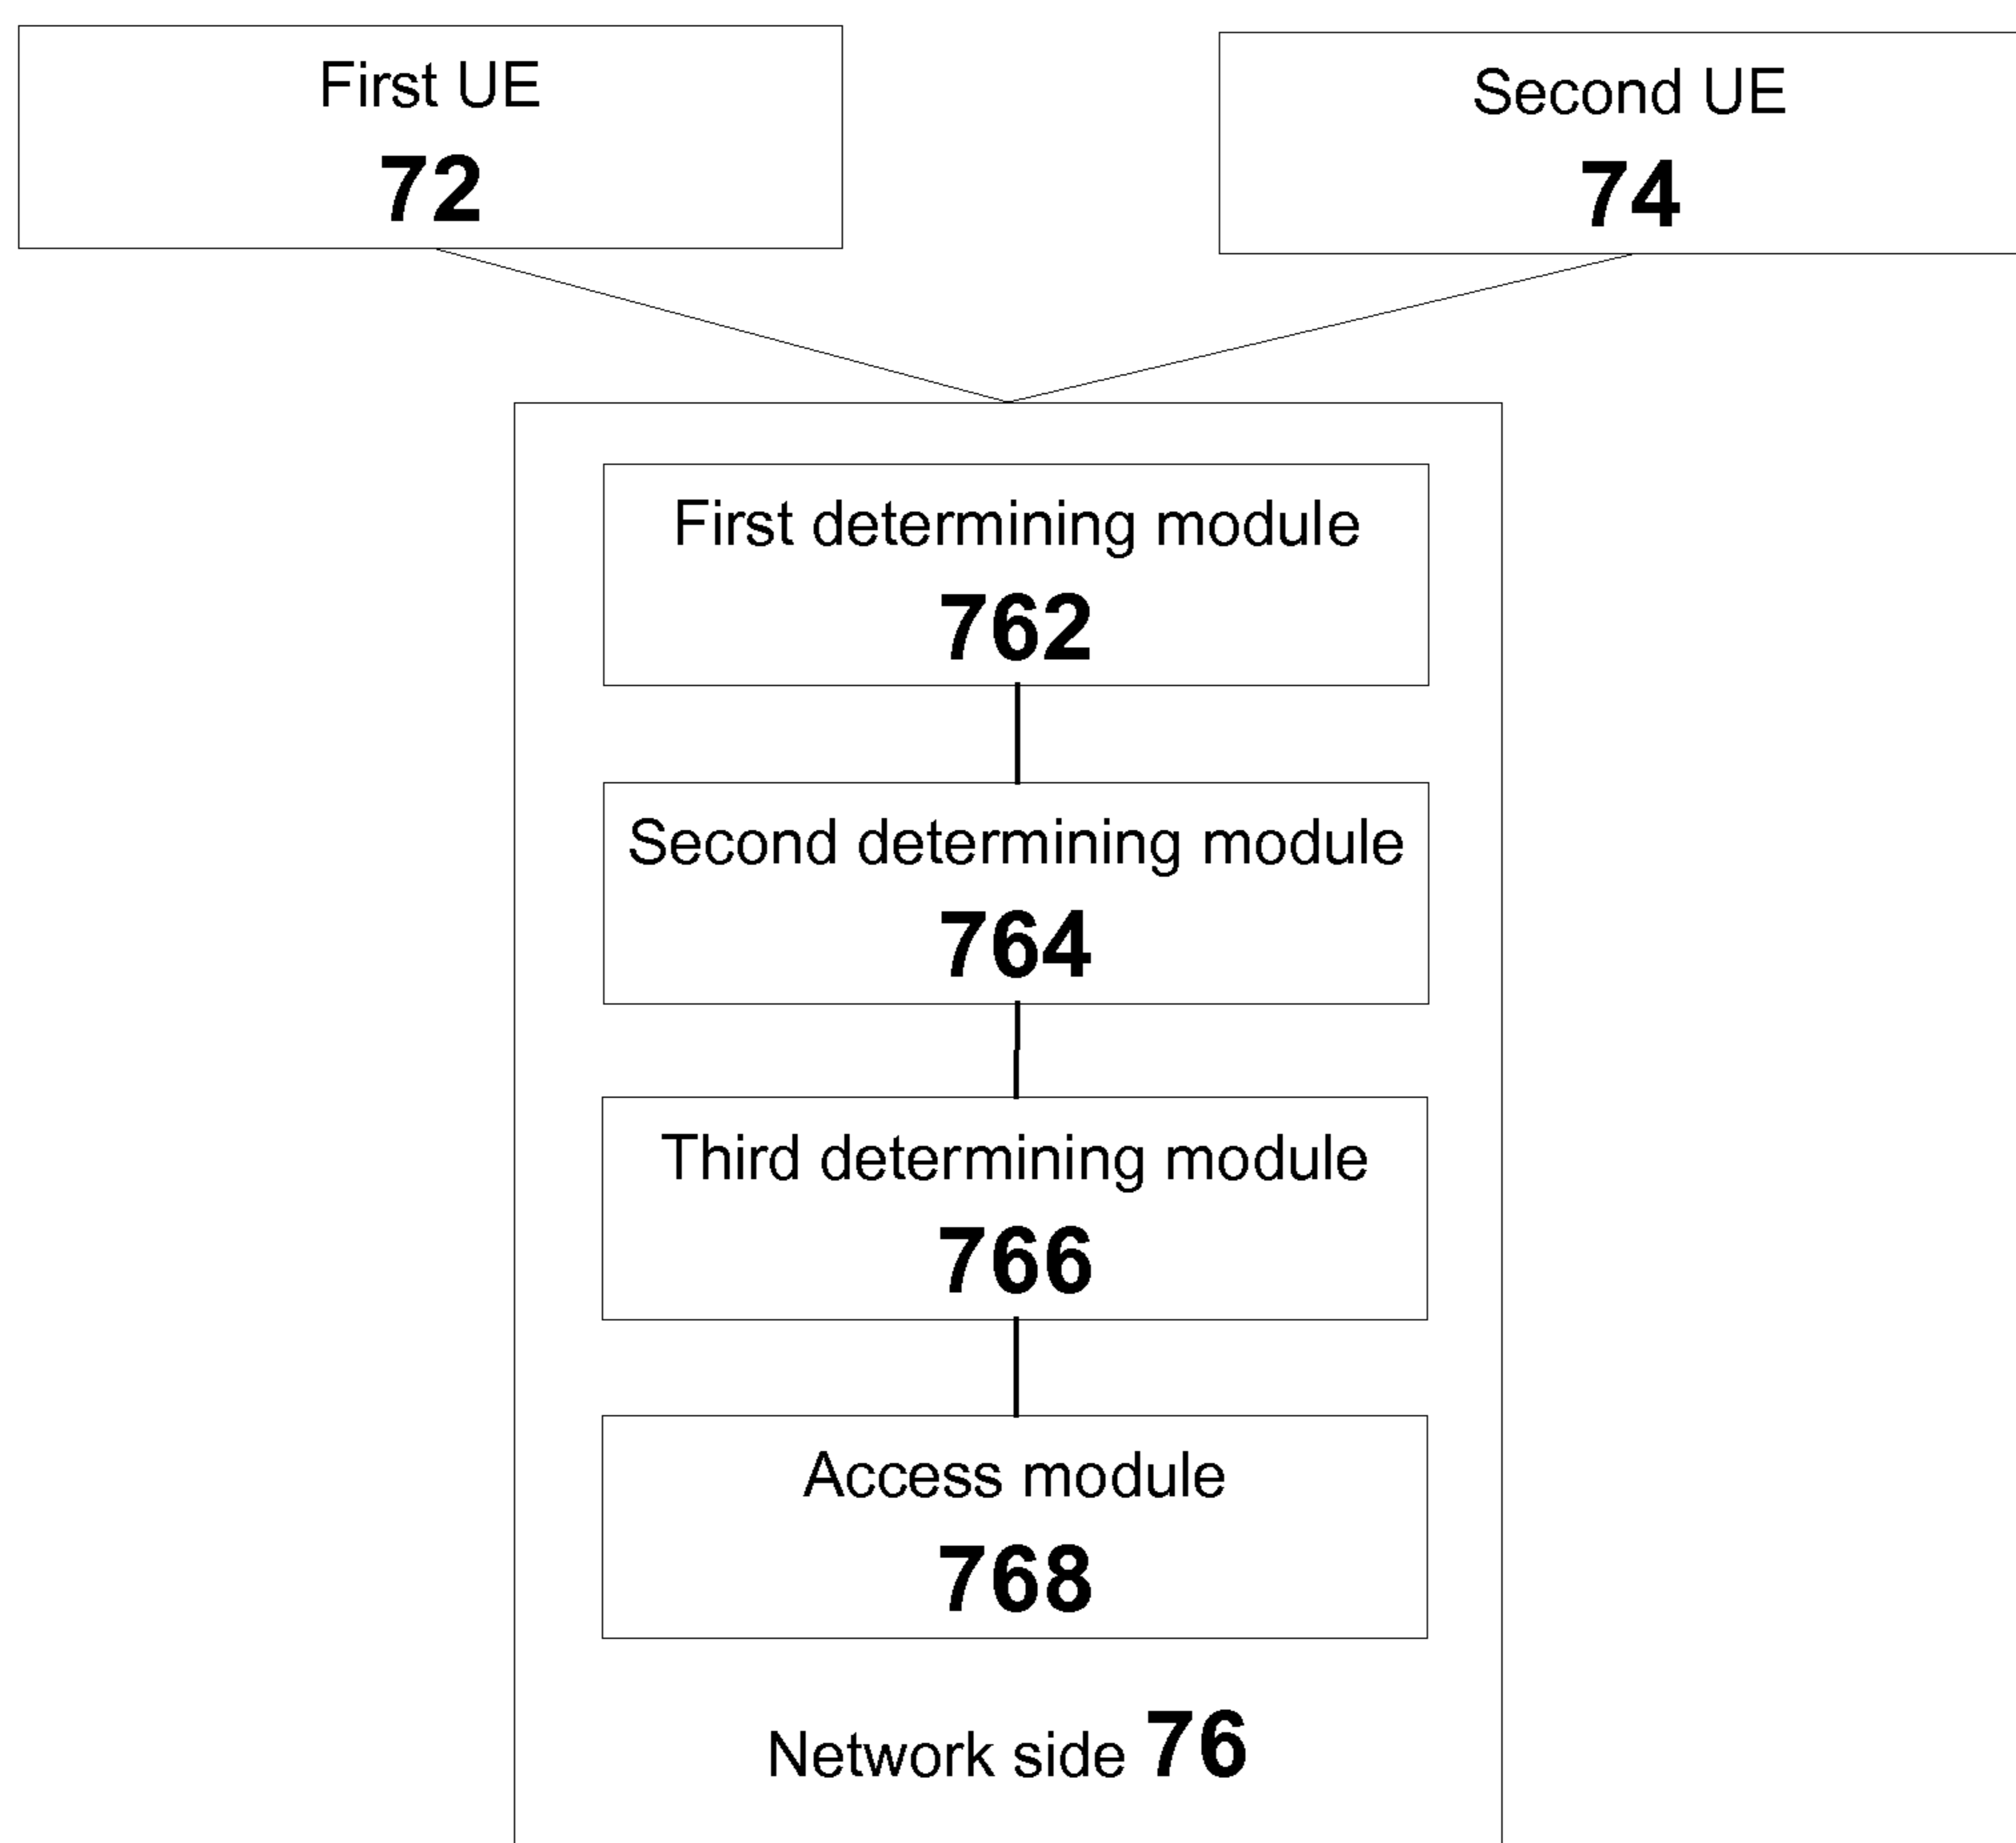 First UE
72
Second UE
74
First determining module
762
Second determining module
764
Third determining module
766
Access module
768
Network side 76